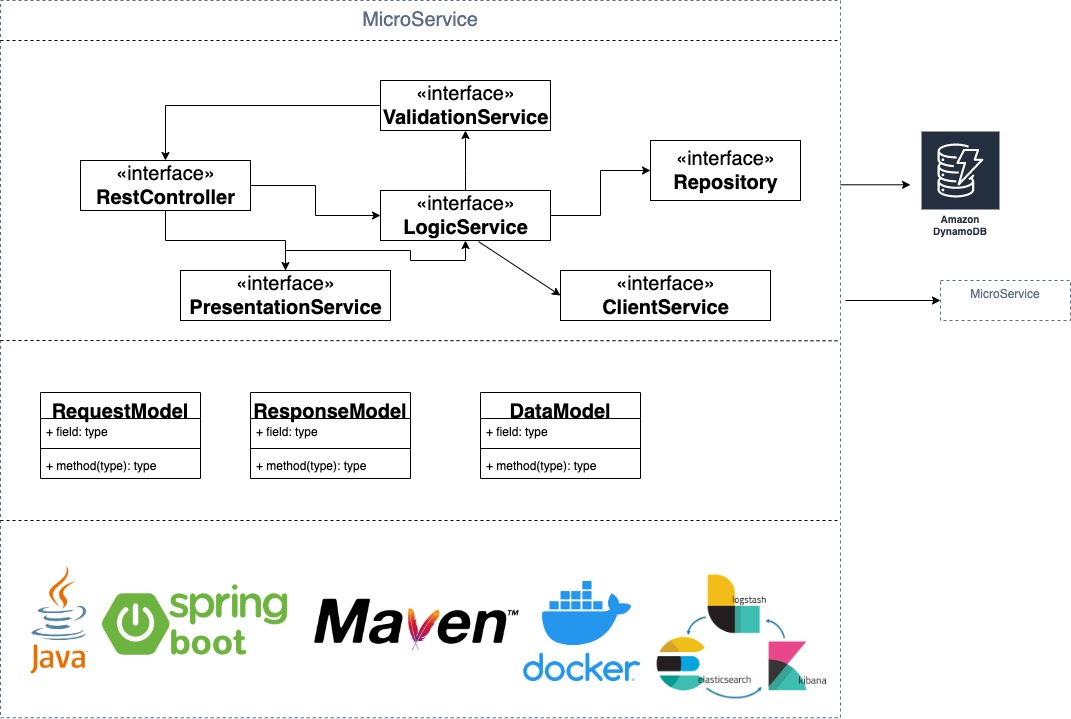 MicroService
«interface»
ValidationService
«interface»
RestController
«interface»
LogicService
«interface»
Repository
«interface»
PresentationService
«interface»
ClientService
Amazon
DynamoDB
MicroService
RequestModel
+ field: type
+ method(type): type
ResponseModel
+ field: type
+ method(type): type
DataModel
+ field: type
+ method(type): type
Java
spring
boot
Maven™
docker
logstash
elasticsearch
kibana